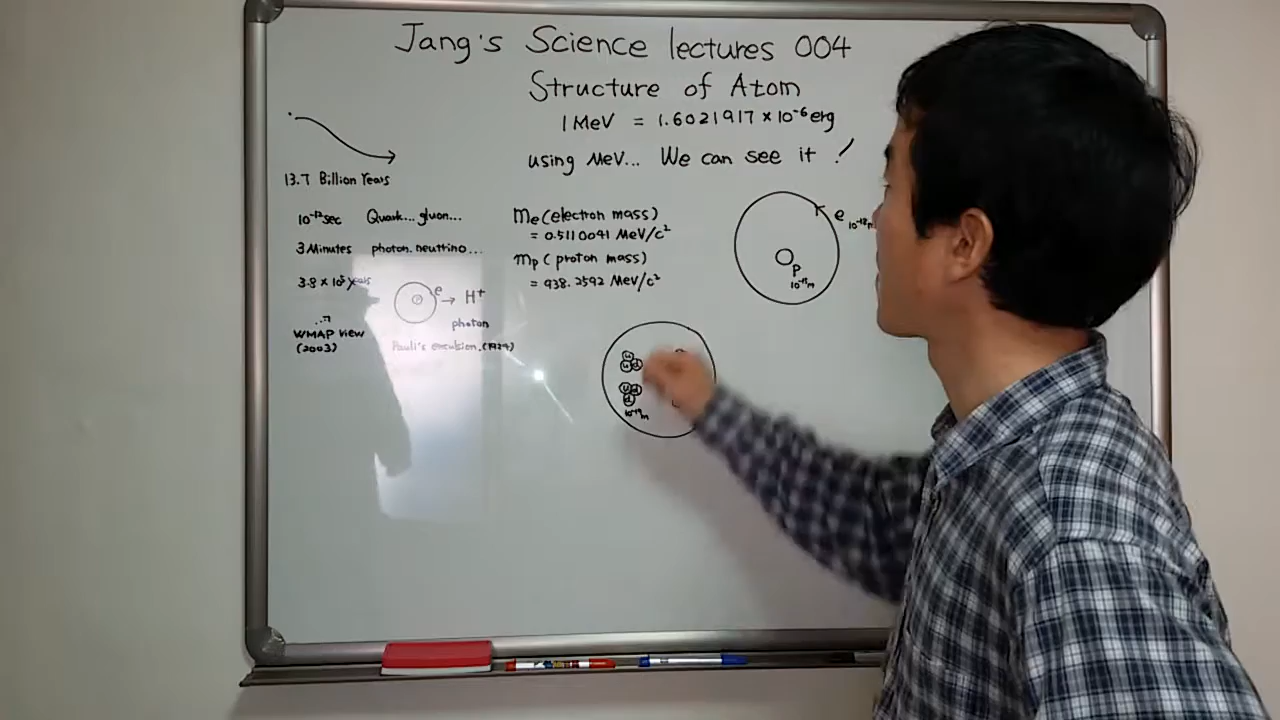 Jang's Science lectures 004
Structure of Atom
1 MeV = 1.6021917 × 10⁻⁶ erg
using MeV... We can see it !
13.7 Billion Years
10⁻¹²sec Quark... gluon...
3 Minutes photon. neuttino...
3.8 × 10⁵ years
e → H⁺
P
photon
...7
WMAP view
(2003)
Pauli's exculsion. (1924)
Me (electron mass)
= 0.5110041 MeV/c²
mp (proton mass)
= 938.2592 MeV/c²
e
10⁻¹⁸m
P
10⁻¹⁵m
u
u d
u d
d
10⁻¹⁹m